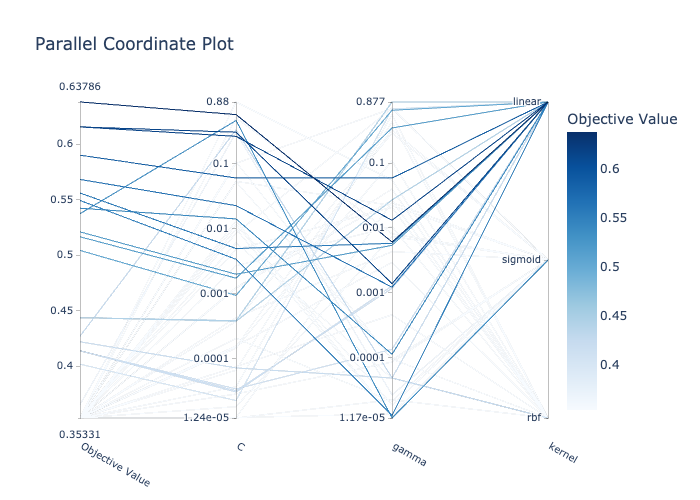 Parallel Coordinate Plot
0.63786
0.6
0.55
0.5
0.45
0.4
0.35331
Objective Value
0.88
0.1
0.01
0.001
0.0001
1.24e-05
C
0.877
0.1
0.01
0.001
0.0001
1.17e-05
gamma
linear
sigmoid
rbf
kernel
Objective Value
0.6
0.55
0.5
0.45
0.4